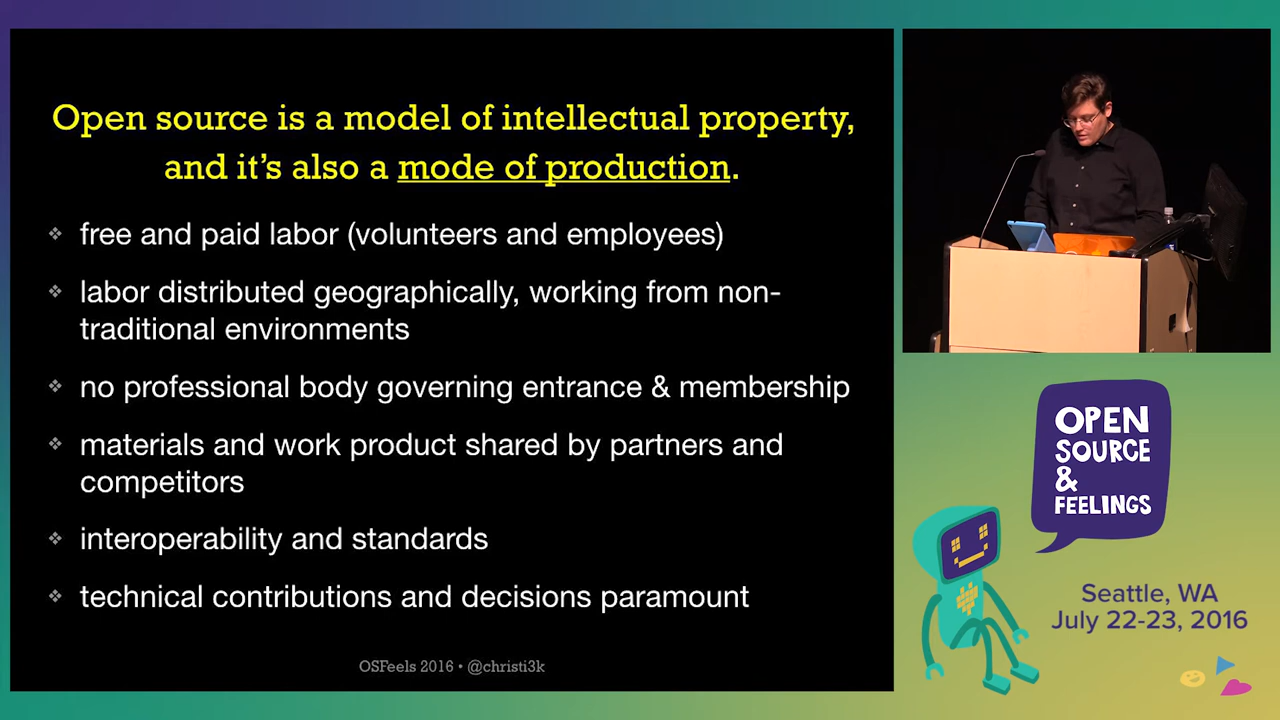 Open source is a model of intellectual property,
and it's also a mode of production.
free and paid labor (volunteers and employees)
labor distributed geographically, working from non-
traditional environments
no professional body governing entrance & membership
materials and work product shared by partners and
competitors
interoperability and standards
technical contributions and decisions paramount
OSFeels 2016 • @christi3k
OPEN
SOURCE
&
FEELINGS
Seattle, WA
July 22-23, 2016